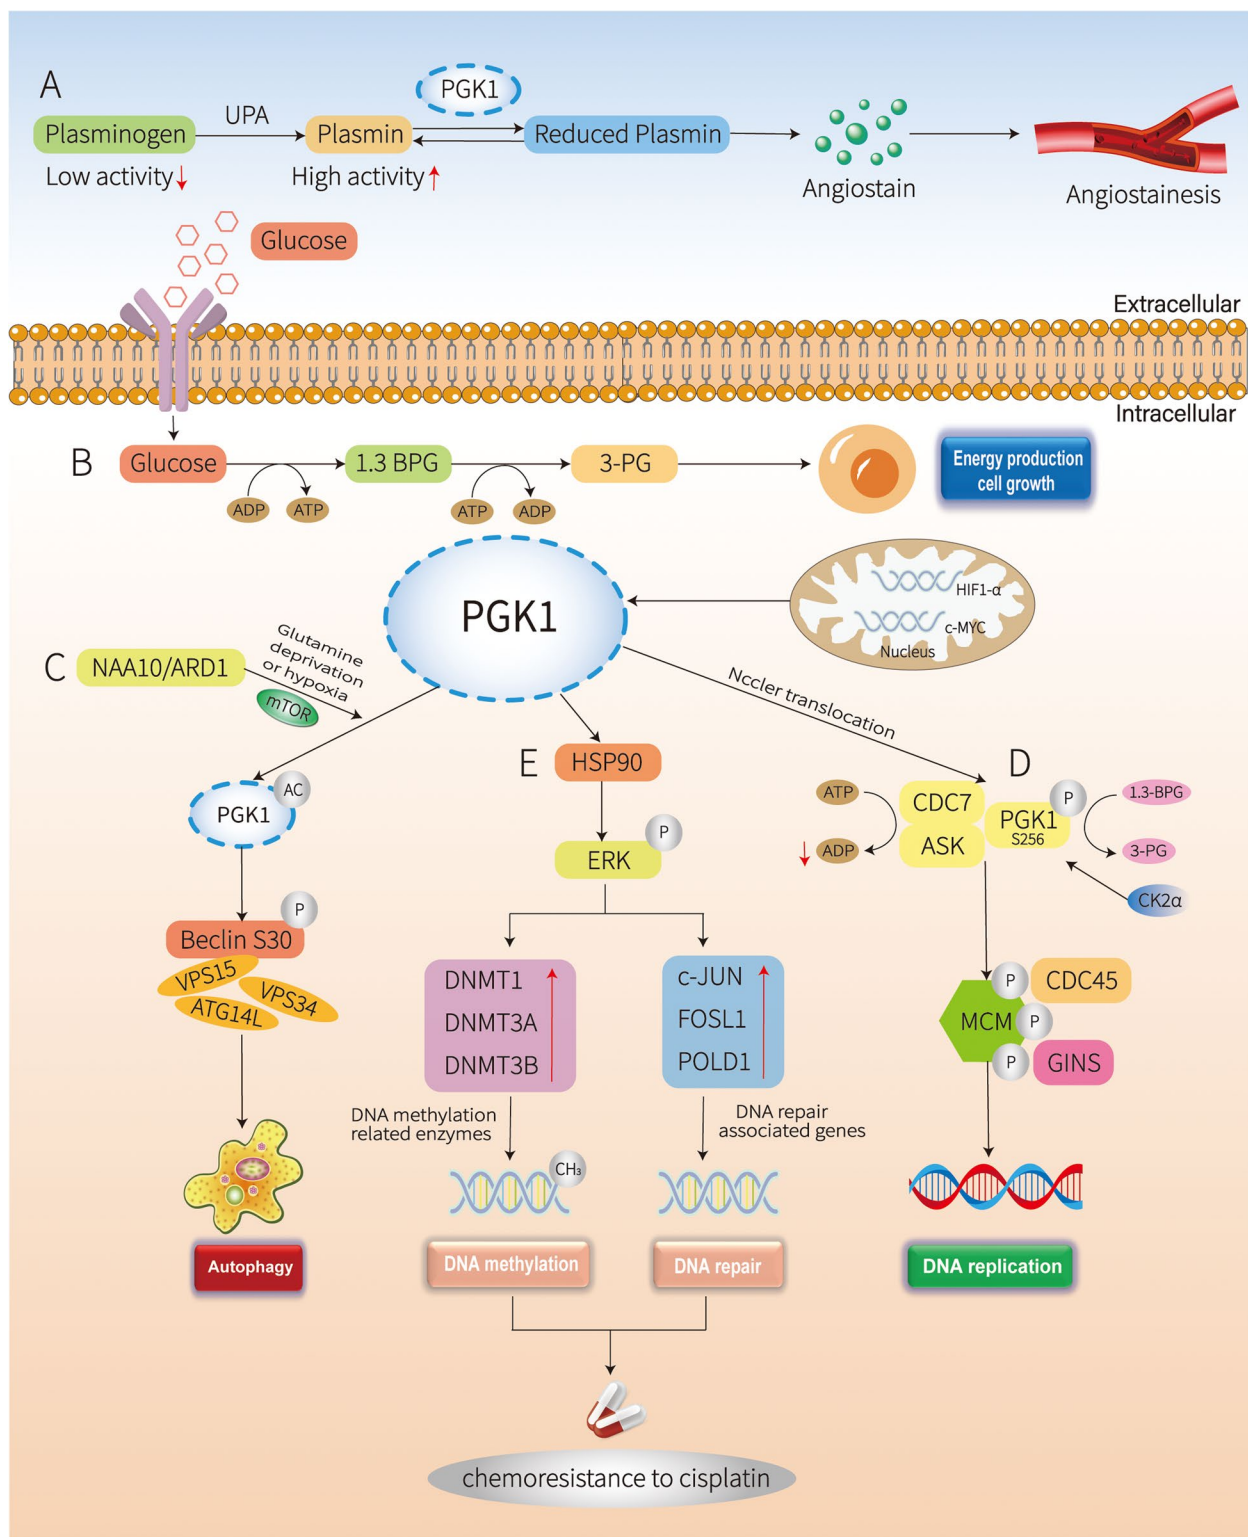 A
PGK1
UPA
Plasminogen
Plasmin
Reduced Plasmin
Low activity
High activity
Angiostain
Angiostainesis
Glucose
Extracellular
Intracellular
B
Glucose
1.3 BPG
3-PG
Energy production
cell growth
ADP
ATP
ATP
ADP
PGK1
HIF1-α
c-MYC
Nucleus
C
NAA10/ARD1
Glutamine
deprivation
or hypoxia
mTOR
Nccler translocation
PGK1
AC
E
HSP90
D
ATP
ADP
CDC7
ASK
PGK1
S256
P
1.3-BPG
3-PG
CK2α
ERK
P
Beclin S30
P
VPS15
VPS34
ATG14L
DNMT1
DNMT3A
DNMT3B
c-JUN
FOSL1
POLD1
P
CDC45
MCM
P
P
GINS
DNA methylation
related enzymes
DNA repair
associated genes
CH₃
Autophagy
DNA methylation
DNA repair
DNA replication
chemoresistance to cisplatin